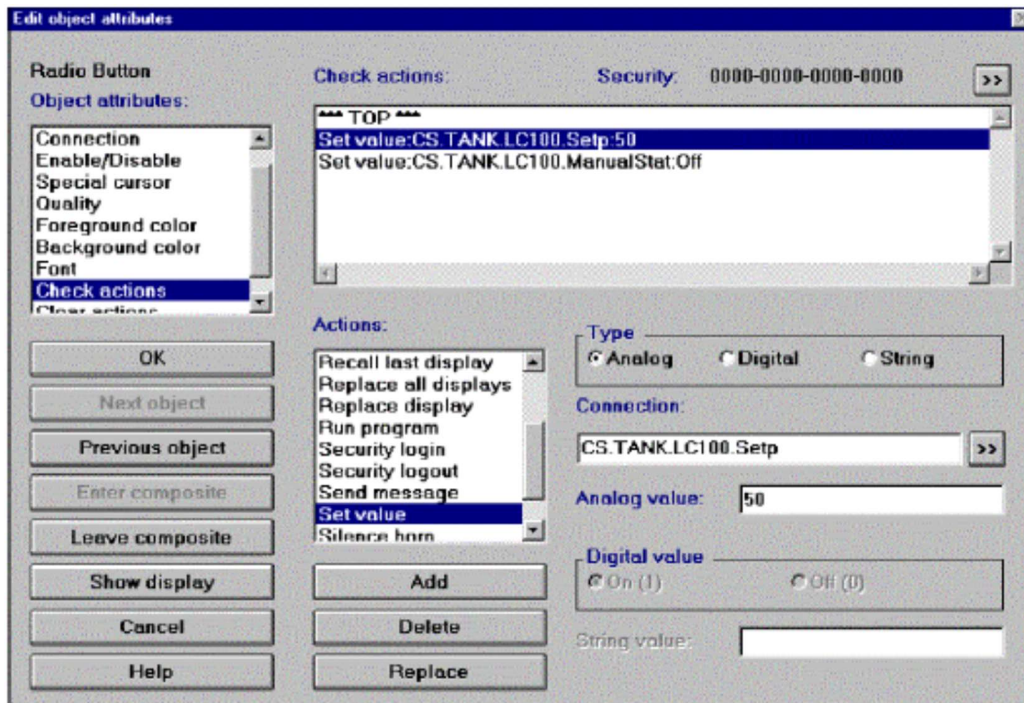 Edit object attributes
Radio Button
Object attributes:
Connection
Enable/Disable
Special cursor
Quality
Foreground color
Background color
Font
Check actions
Clear actions
OK
Next object
Previous object
Enter composite
Leave composite
Show display
Cancel
Help
Check actions:
Security: 0000-0000-0000-0000
>>
*** TOP ***
Set value:CS.TANK.LC100.Setp:50
Set value:CS.TANK.LC100.ManualStat:Off
Actions:
Recall last display
Replace all displays
Replace display
Run program
Security login
Security logout
Send message
Set value
Silence horn
Add
Delete
Replace
Type
Analog Digital String
Connection:
CS.TANK.LC100.Setp >>
Analog value: 50
Digital value
On (1) Off (0)
String value: